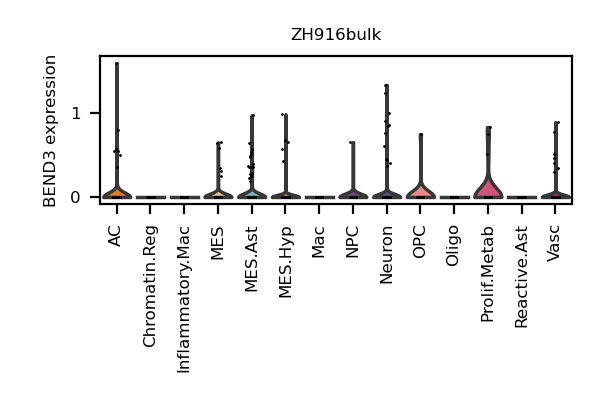 ZH916bulk
BEND3 expression
1
0
AC
Chromatin.Reg
Inflammatory.Mac
MES
MES.Ast
MES.Hyp
Mac
NPC
Neuron
OPC
Oligo
Prolif.Metab
Reactive.Ast
Vasc